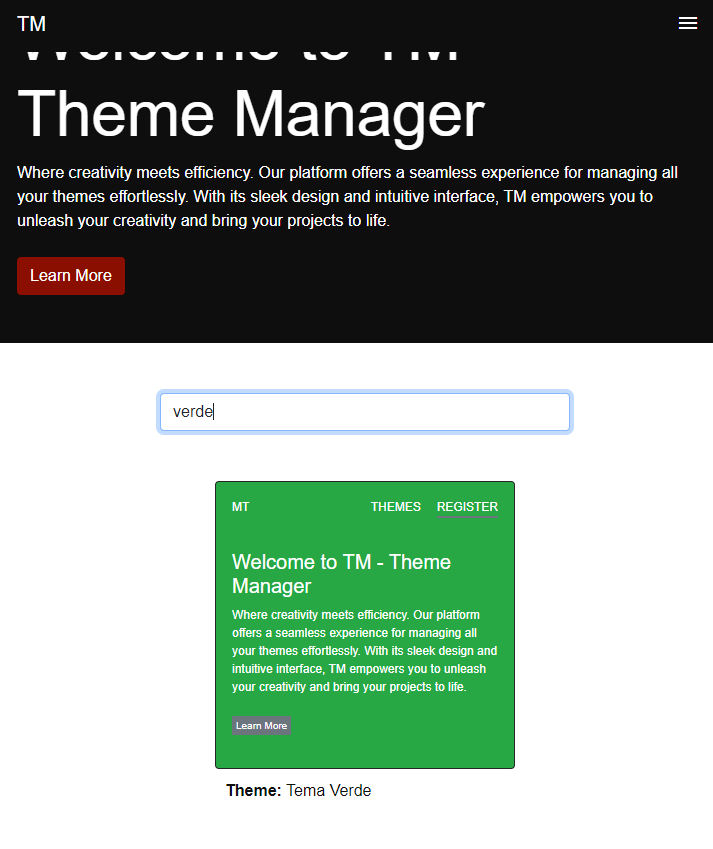 TM
Welcome to TM
Theme Manager
Where creativity meets efficiency. Our platform offers a seamless experience for managing all
your themes effortlessly. With its sleek design and intuitive interface, TM empowers you to
unleash your creativity and bring your projects to life.
Learn More
verde
MT THEMES REGISTER
Welcome to TM - Theme
Manager
Where creativity meets efficiency. Our platform
offers a seamless experience for managing all
your themes effortlessly. With its sleek design and
intuitive interface, TM empowers you to unleash
your creativity and bring your projects to life.
Learn More
Theme: Tema Verde